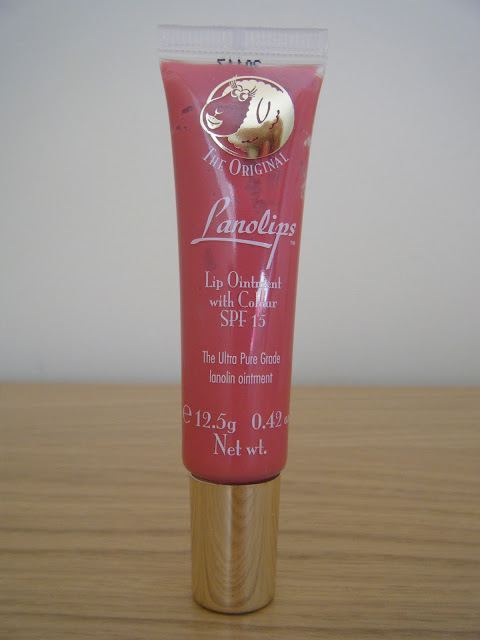 The Original
Lanolips™
Lip Ointment
with Colour
SPF 15
The Ultra Pure Grade
lanolin ointment
e 12.5g 0.42
Net wt.